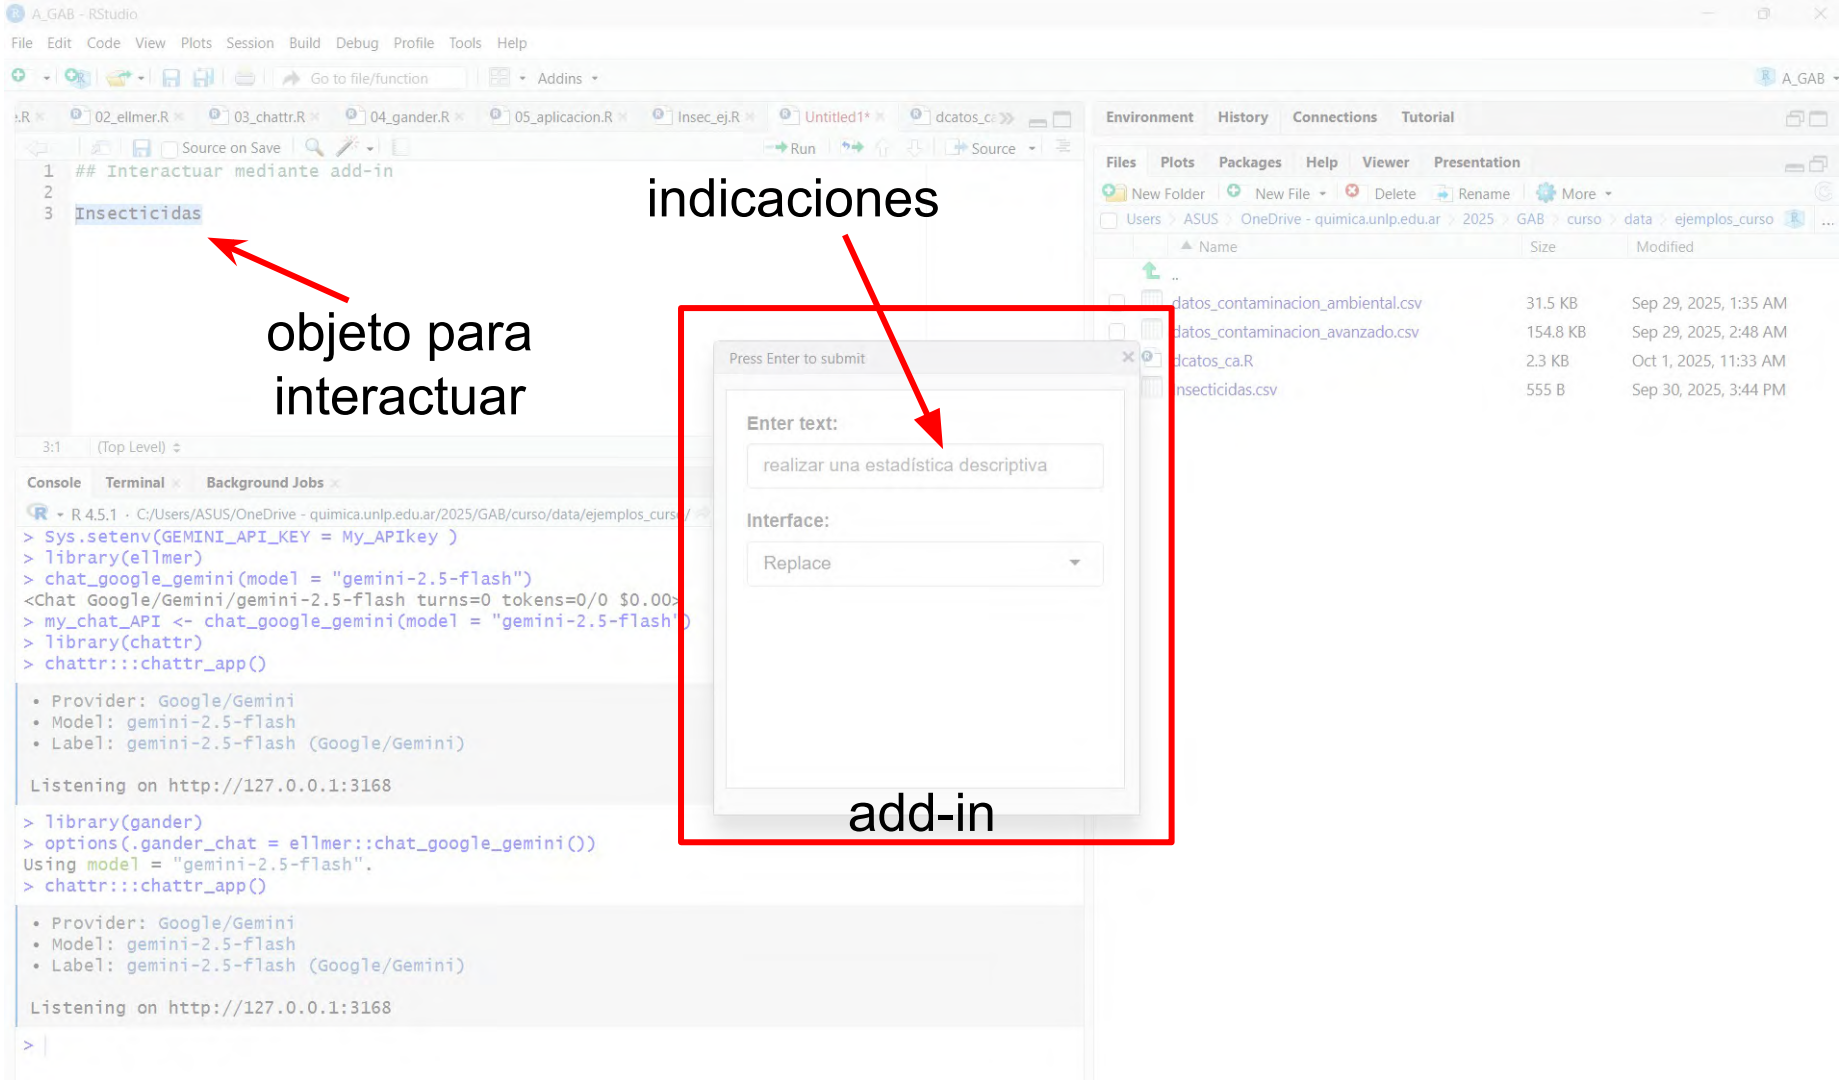 A_GAB - RStudio
File Edit Code View Plots Session Build Debug Profile Tools Help
Go to file/function Addins A_GAB
.R 02_ellmer.R 03_chattr.R 04_gander.R 05_aplicacion.R Insec_ej.R Untitled1* dcatos_ca
Source on Save Run Source
1 ## Interactuar mediante add-in
2
3 Insecticidas
indicaciones
objeto para
interactuar
3:1 (Top Level)
Environment History Connections Tutorial
Files Plots Packages Help Viewer Presentation
New Folder New File Delete Rename More
Users ASUS OneDrive - quimica.unlp.edu.ar 2025 GAB curso data ejemplos_curso ...
Name Size Modified
..
datos_contaminacion_ambiental.csv 31.5 KB Sep 29, 2025, 1:35 AM
datos_contaminacion_avanzado.csv 154.8 KB Sep 29, 2025, 2:48 AM
dcatos_ca.R 2.3 KB Oct 1, 2025, 11:33 AM
nsecticidas.csv 555 B Sep 30, 2025, 3:44 PM
Press Enter to submit
Enter text:
realizar una estadística descriptiva
Interface:
Replace
add-in
Console Terminal Background Jobs
R 4.5.1 · C:/Users/ASUS/OneDrive - quimica.unlp.edu.ar/2025/GAB/curso/data/ejemplos_curso/
> Sys.setenv(GEMINI_API_KEY = My_APIkey )
> library(ellmer)
> chat_google_gemini(model = "gemini-2.5-flash")
<Chat Google/Gemini/gemini-2.5-flash turns=0 tokens=0/0 $0.00>
> my_chat_API <- chat_google_gemini(model = "gemini-2.5-flash")
> library(chattr)
> chattr:::chattr_app()
• Provider: Google/Gemini
• Model: gemini-2.5-flash
• Label: gemini-2.5-flash (Google/Gemini)
Listening on http://127.0.0.1:3168
> library(gander)
> options(.gander_chat = ellmer::chat_google_gemini())
Using model = "gemini-2.5-flash".
> chattr:::chattr_app()
• Provider: Google/Gemini
• Model: gemini-2.5-flash
• Label: gemini-2.5-flash (Google/Gemini)
Listening on http://127.0.0.1:3168
>